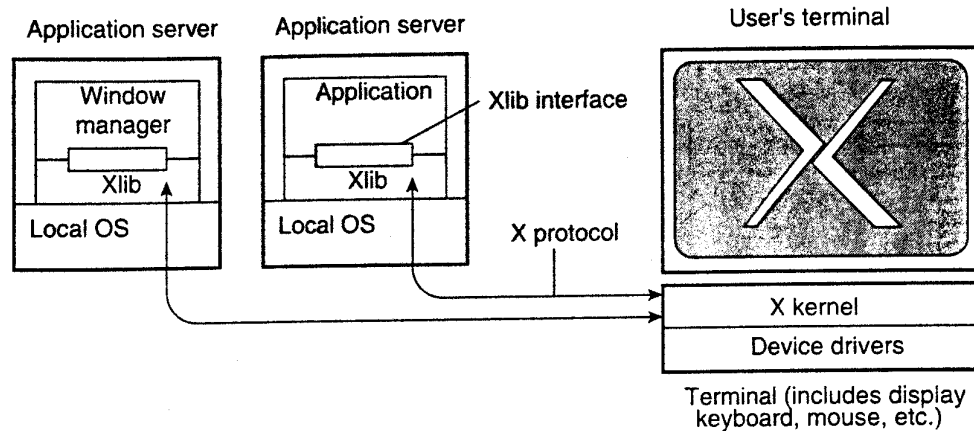 Application server
Application server
User's terminal
Window
manager
Xlib
Local OS
Application
Xlib
Local OS
Xlib interface
X protocol
X
X kernel
Device drivers
Terminal (includes display
keyboard, mouse, etc.)